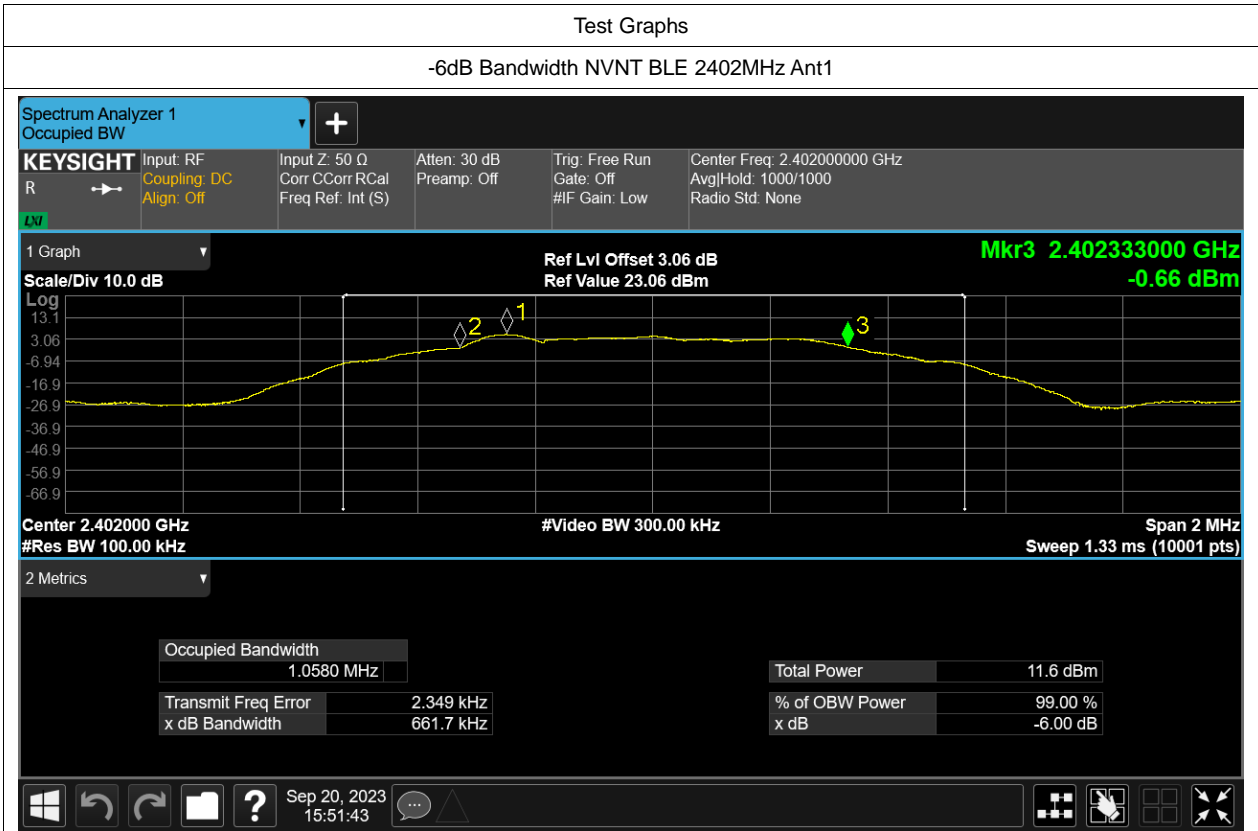 Test Graphs
-6dB Bandwidth NVNT BLE 2402MHz Ant1
Spectrum Analyzer 1
Occupied BW
KEYSIGHT
R
LXI
Input: RF
Coupling: DC
Align: Off
Input Z: 50 Ω
Corr CCorr RCal
Freq Ref: Int (S)
Atten: 30 dB
Preamp: Off
Trig: Free Run
Gate: Off
#IF Gain: Low
Center Freq: 2.402000000 GHz
Avg|Hold: 1000/1000
Radio Std: None
1 Graph
Scale/Div 10.0 dB
Ref Lvl Offset 3.06 dB
Ref Value 23.06 dBm
Mkr3 2.402333000 GHz
-0.66 dBm
Log
13.1
3.06
-6.94
-16.9
-26.9
-36.9
-46.9
-56.9
-66.9
2
1
3
Center 2.402000 GHz
#Res BW 100.00 kHz
#Video BW 300.00 kHz
Span 2 MHz
Sweep 1.33 ms (10001 pts)
2 Metrics
Occupied Bandwidth
1.0580 MHz
Transmit Freq Error 2.349 kHz
x dB Bandwidth 661.7 kHz
Total Power 11.6 dBm
% of OBW Power 99.00 %
x dB -6.00 dB
?
Sep 20, 2023
15:51:43